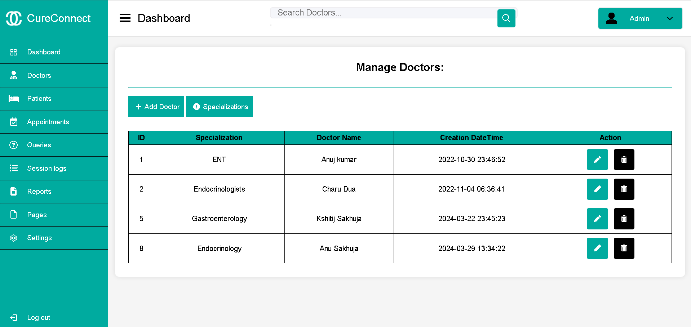 CureConnect
Dashboard
Search Doctors...
Admin
Dashboard
Doctors
Patients
Appointments
Queries
Session logs
Reports
Pages
Settings
Log out
Manage Doctors:
Add Doctor Specializations
ID Specialization Doctor Name Creation DateTime Action
1 ENT Anuj kumar 2022-10-30 23:46:52
2 Endocrinologists Charu Dua 2022-11-04 06:36:41
5 Gastroenterology Kshitij Sakhuja 2024-03-22 23:45:23
8 Endocrinology Anu Sakhuja 2024-03-29 13:34:22